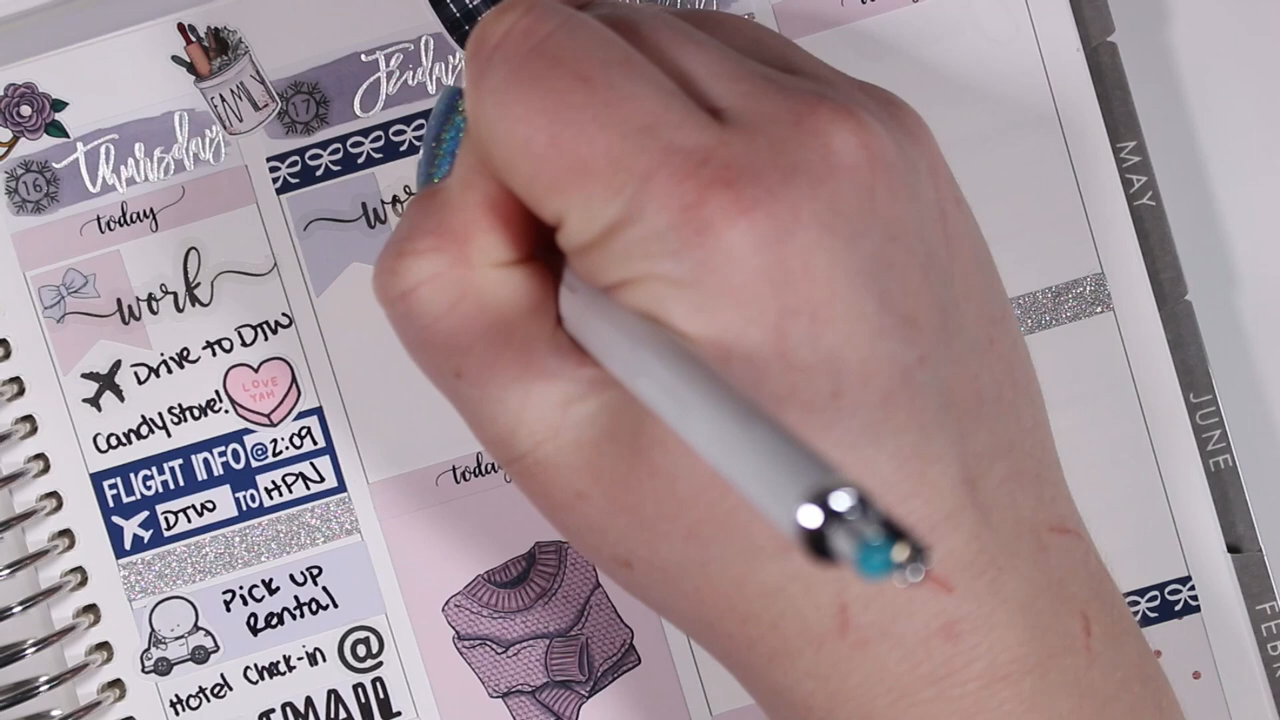 FAMILY
Thursday
16
today
work
Drive to DTW
Candy Store!
LOVE
YAH
FLIGHT INFO @2:09
DTW TO HPN
Pick up
Rental
Hotel Check-in @
Friday
17
today
MAY
JUNE